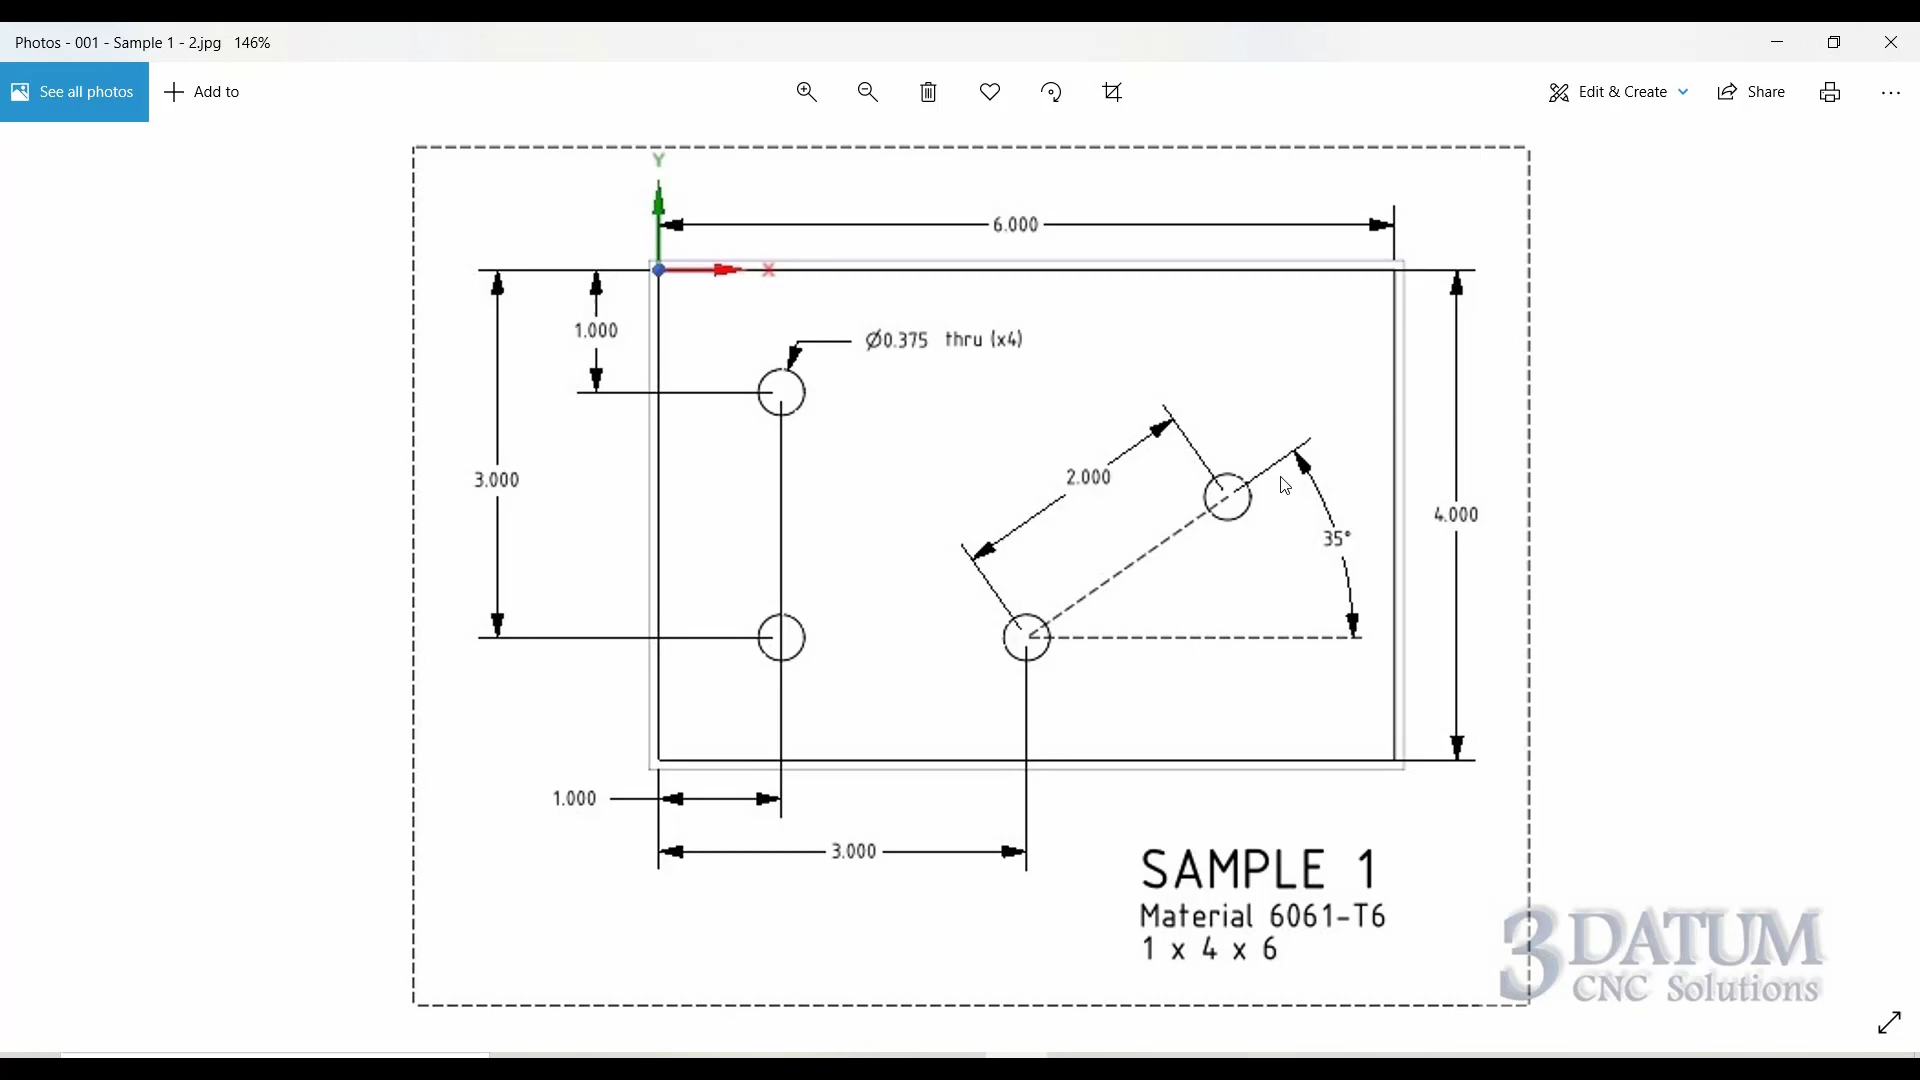 Photos - 001 - Sample 1 - 2.jpg 146%
See all photos
Add to
Edit & Create
Share
Y
6.000
X
1.000
Ø0.375 thru (x4)
3.000
2.000
4.000
35°
1.000
3.000
SAMPLE 1
Material 6061-T6
1 x 4 x 6
3DATUM
CNC Solutions